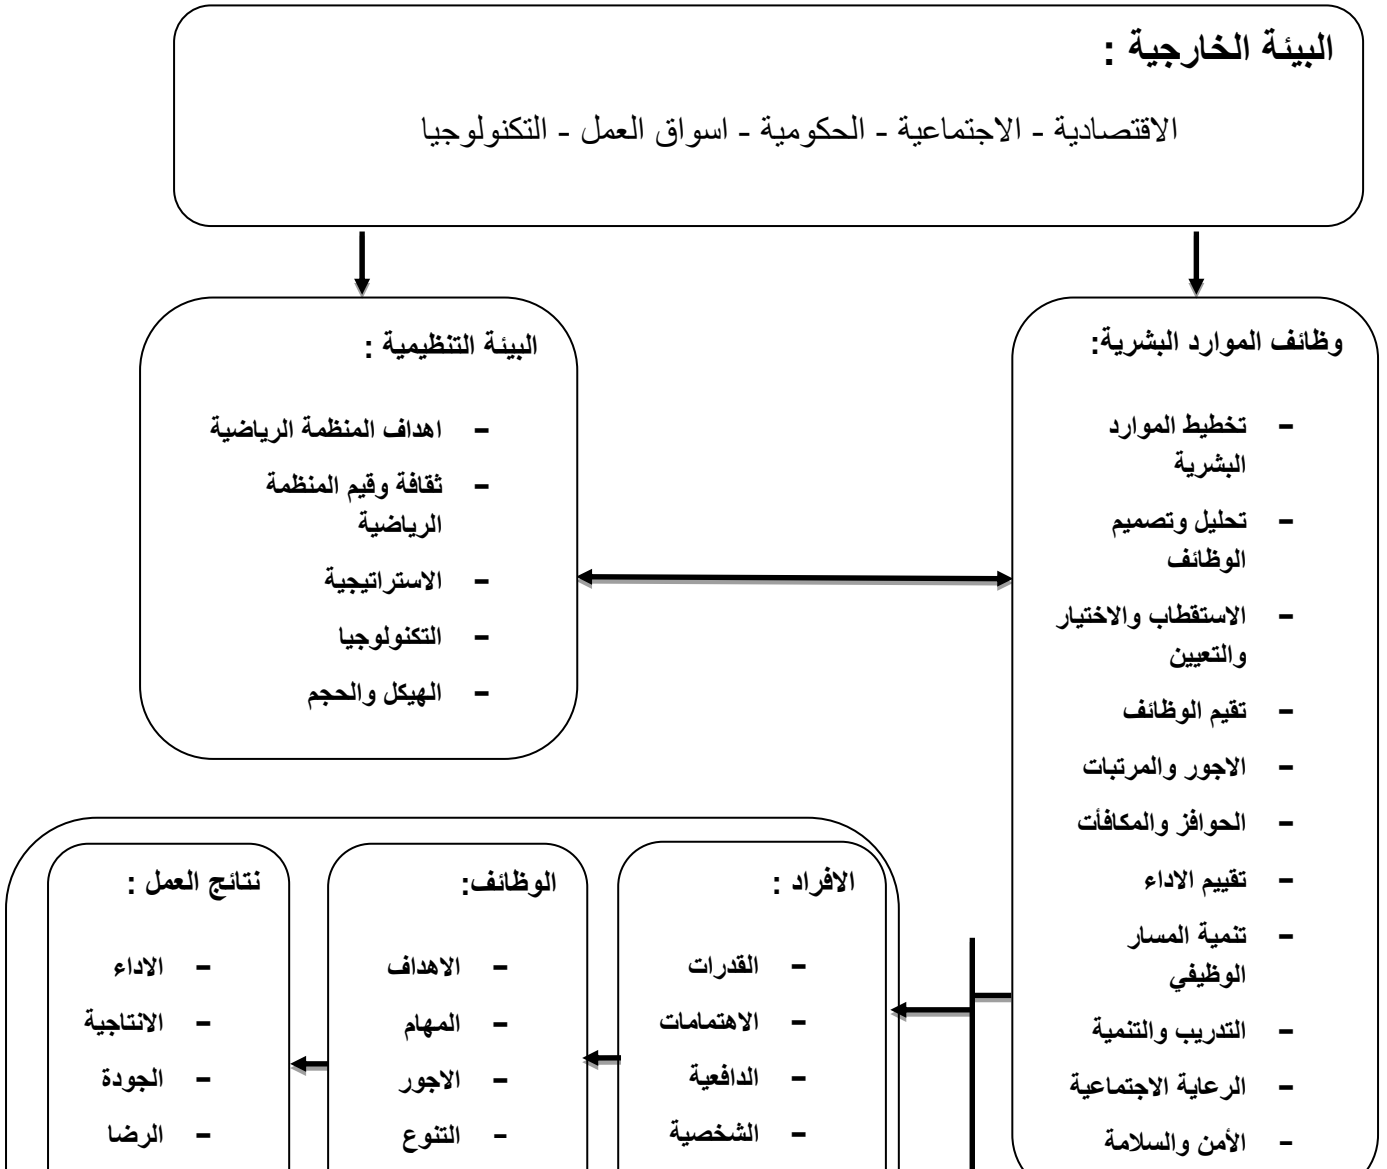 البيئة الخارجية :
الاقتصادية - الاجتماعية - الحكومية - اسواق العمل - التكنولوجيا
وظائف الموارد البشرية:
- تخطيط الموارد
البشرية
- تحليل وتصميم
الوظائف
- الاستقطاب والاختيار
والتعيين
- تقيم الوظائف
- الاجور والمرتبات
- الحوافز والمكافأت
- تقييم الاداء
- تنمية المسار
الوظيفي
- التدريب والتنمية
- الرعاية الاجتماعية
- الأمن والسلامة
البيئة التنظيمية :
- اهداف المنظمة الرياضية
- ثقافة وقيم المنظمة
الرياضية
- الاستراتيجية
- التكنولوجيا
- الهيكل والحجم
الافراد :
- القدرات
- الاهتمامات
- الدافعية
- الشخصية
الوظائف:
- الاهداف
- المهام
- الاجور
- التنوع
نتائج العمل :
- الاداء
- الانتاجية
- الجودة
- الرضا